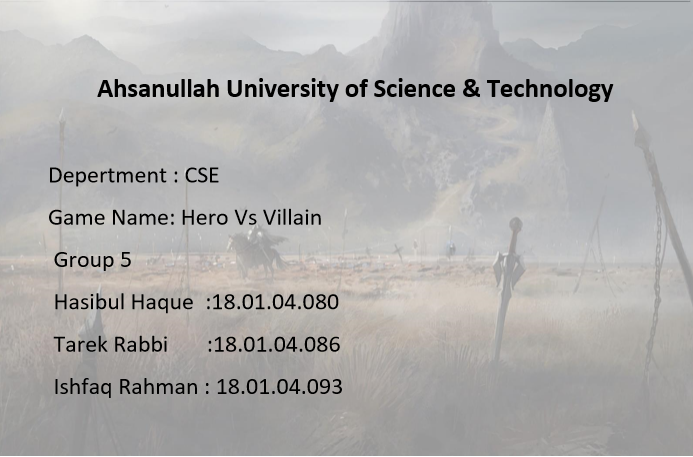 Ahsanullah University of Science & Technology
Depertment : CSE
Game Name: Hero Vs Villain
Group 5
Hasibul Haque :18.01.04.080
Tarek Rabbi :18.01.04.086
Ishfaq Rahman : 18.01.04.093